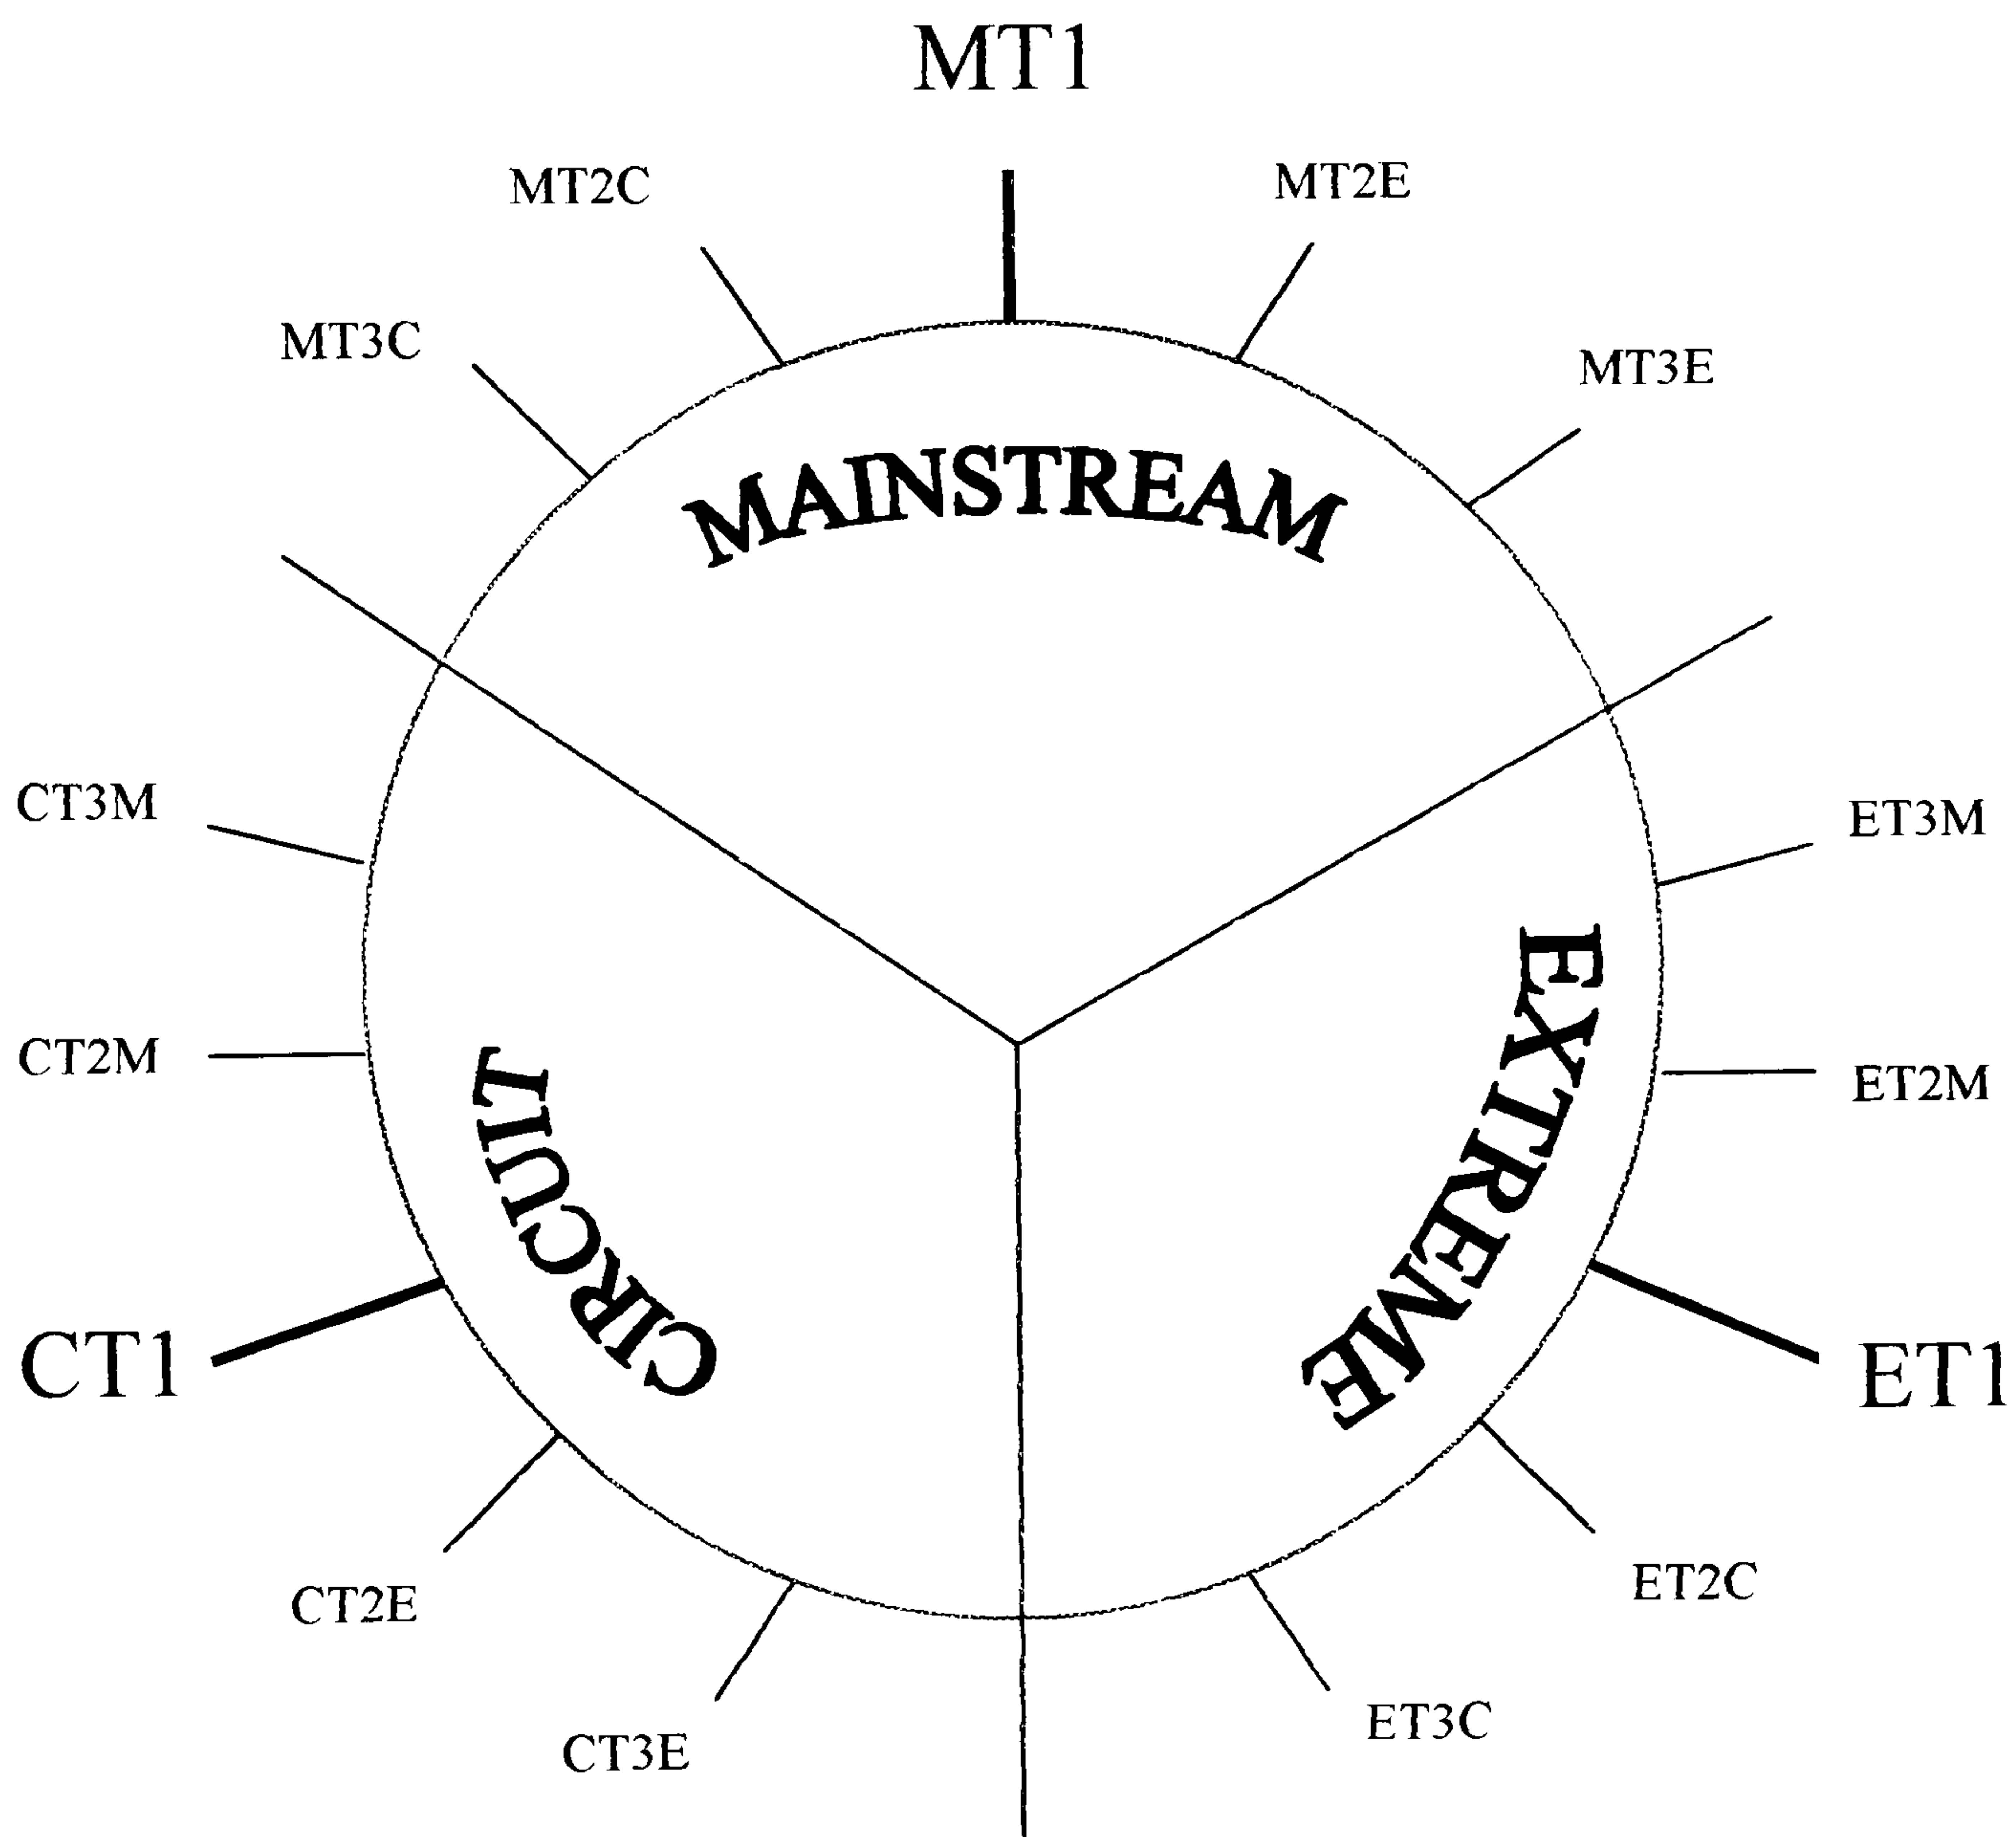 MT1
MT2C
MT2E
MT3C
MT3E
MAINSTREAM
CT3M
ET3M
EXTREME
CT2M
ET2M
CIRCUIT
CT1
ET1
CT2E
ET2C
CT3E
ET3C